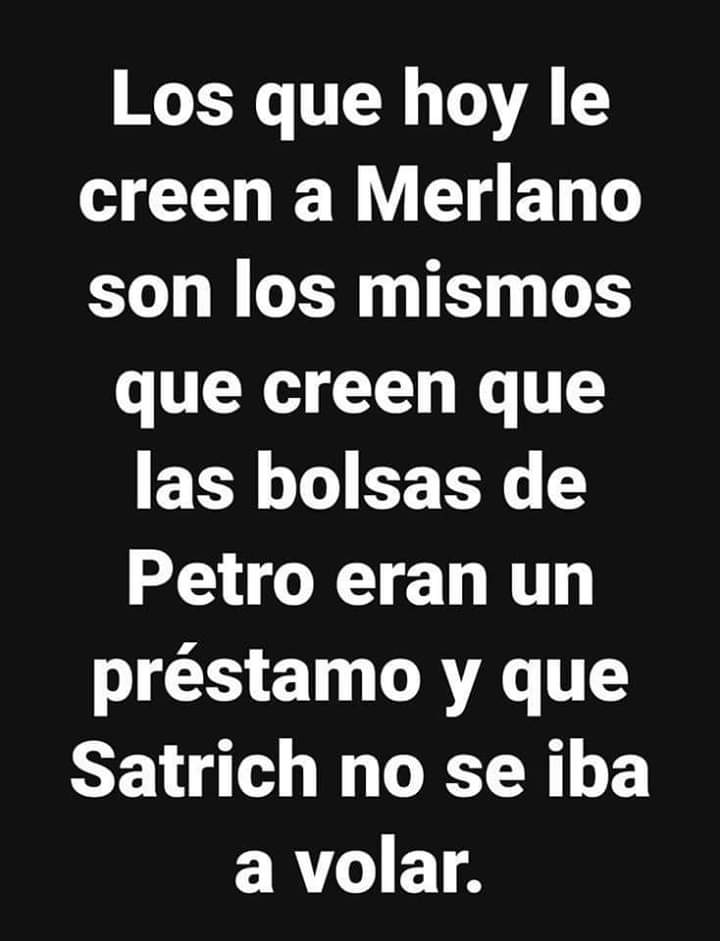 Los que hoy le
creen a Merlano
son los mismos
que creen que
las bolsas de
Petro eran un
préstamo y que
Satrich no se iba
a volar.